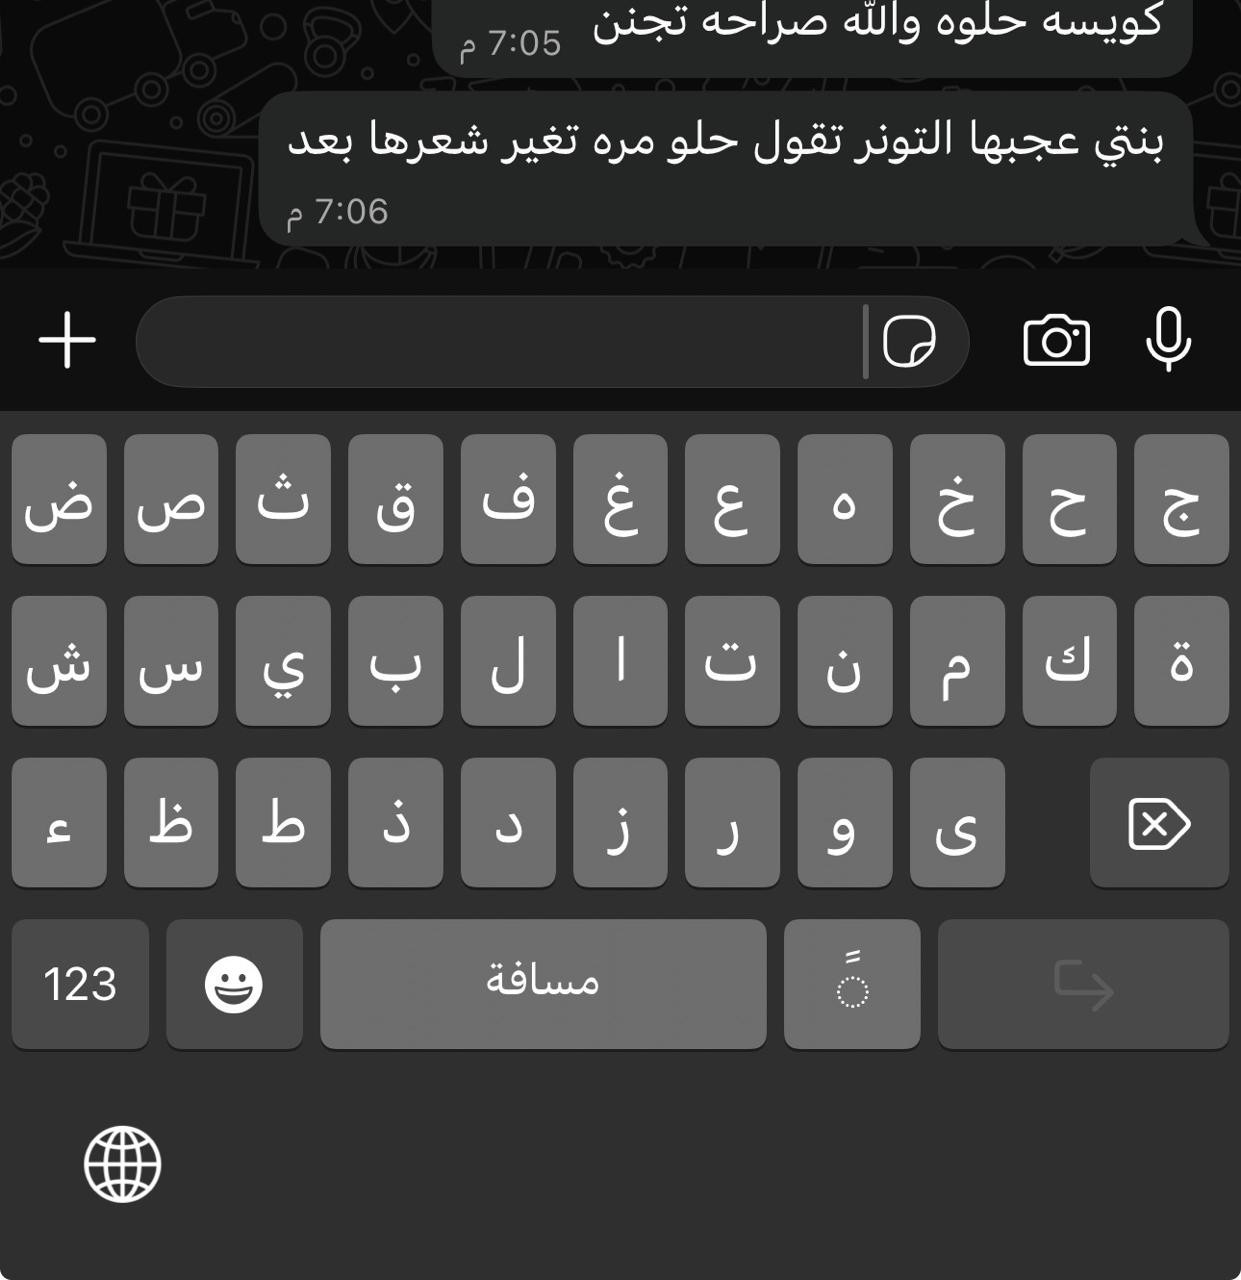 كويسه حلوه والله صراحه تجنن
7:05 م
بنتي عجبها التونر تقول حلو مره تغير شعرها بعد
7:06 م
ض ص ث ق ف غ ع ه خ ح ج
ش س ي ب ل ا ت ن م ك ة
ء ظ ط ذ د ز ر و ى
123 مسافة ً